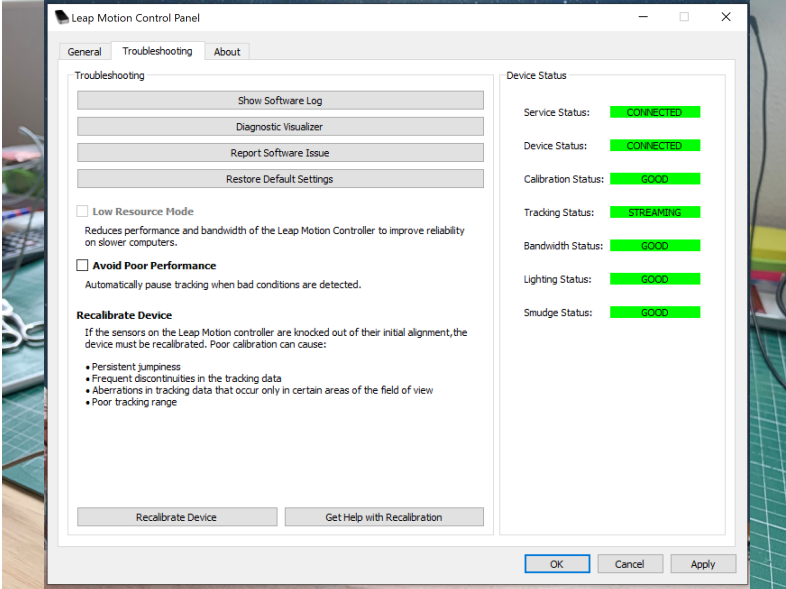 Leap Motion Control Panel
General Troubleshooting About
Troubleshooting
Show Software Log
Diagnostic Visualizer
Report Software Issue
Restore Default Settings
Low Resource Mode
Reduces performance and bandwidth of the Leap Motion Controller to improve reliability
on slower computers.
Avoid Poor Performance
Automatically pause tracking when bad conditions are detected.
Recalibrate Device
If the sensors on the Leap Motion controller are knocked out of their initial alignment,the
device must be recalibrated. Poor calibration can cause:
• Persistent jumpiness
• Frequent discontinuities in the tracking data
• Aberrations in tracking data that occur only in certain areas of the field of view
• Poor tracking range
Recalibrate Device
Get Help with Recalibration
Device Status
Service Status: CONNECTED
Device Status: CONNECTED
Calibration Status: GOOD
Tracking Status: STREAMING
Bandwidth Status: GOOD
Lighting Status: GOOD
Smudge Status: GOOD
OK
Cancel
Apply